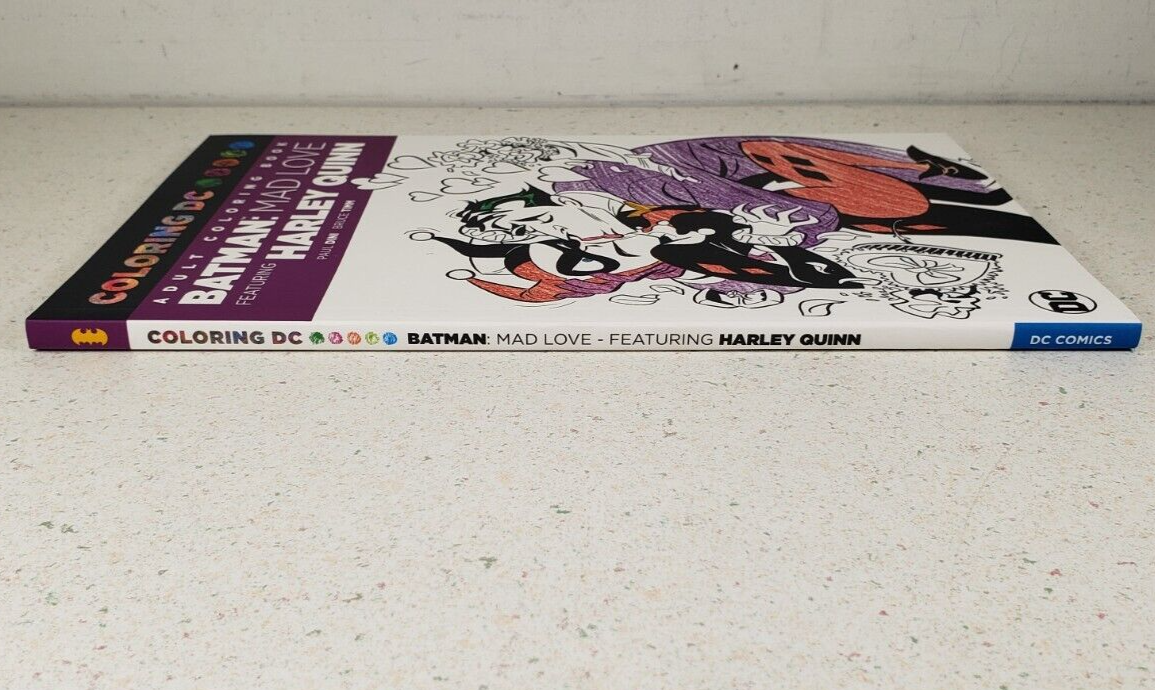 COLORING DC
ADULT COLORING BOOK
BATMAN: MAD LOVE
FEATURING HARLEY QUINN
PAUL DINI BRUCE TIMM
DC
COLORING DC BATMAN: MAD LOVE - FEATURING HARLEY QUINN DC COMICS